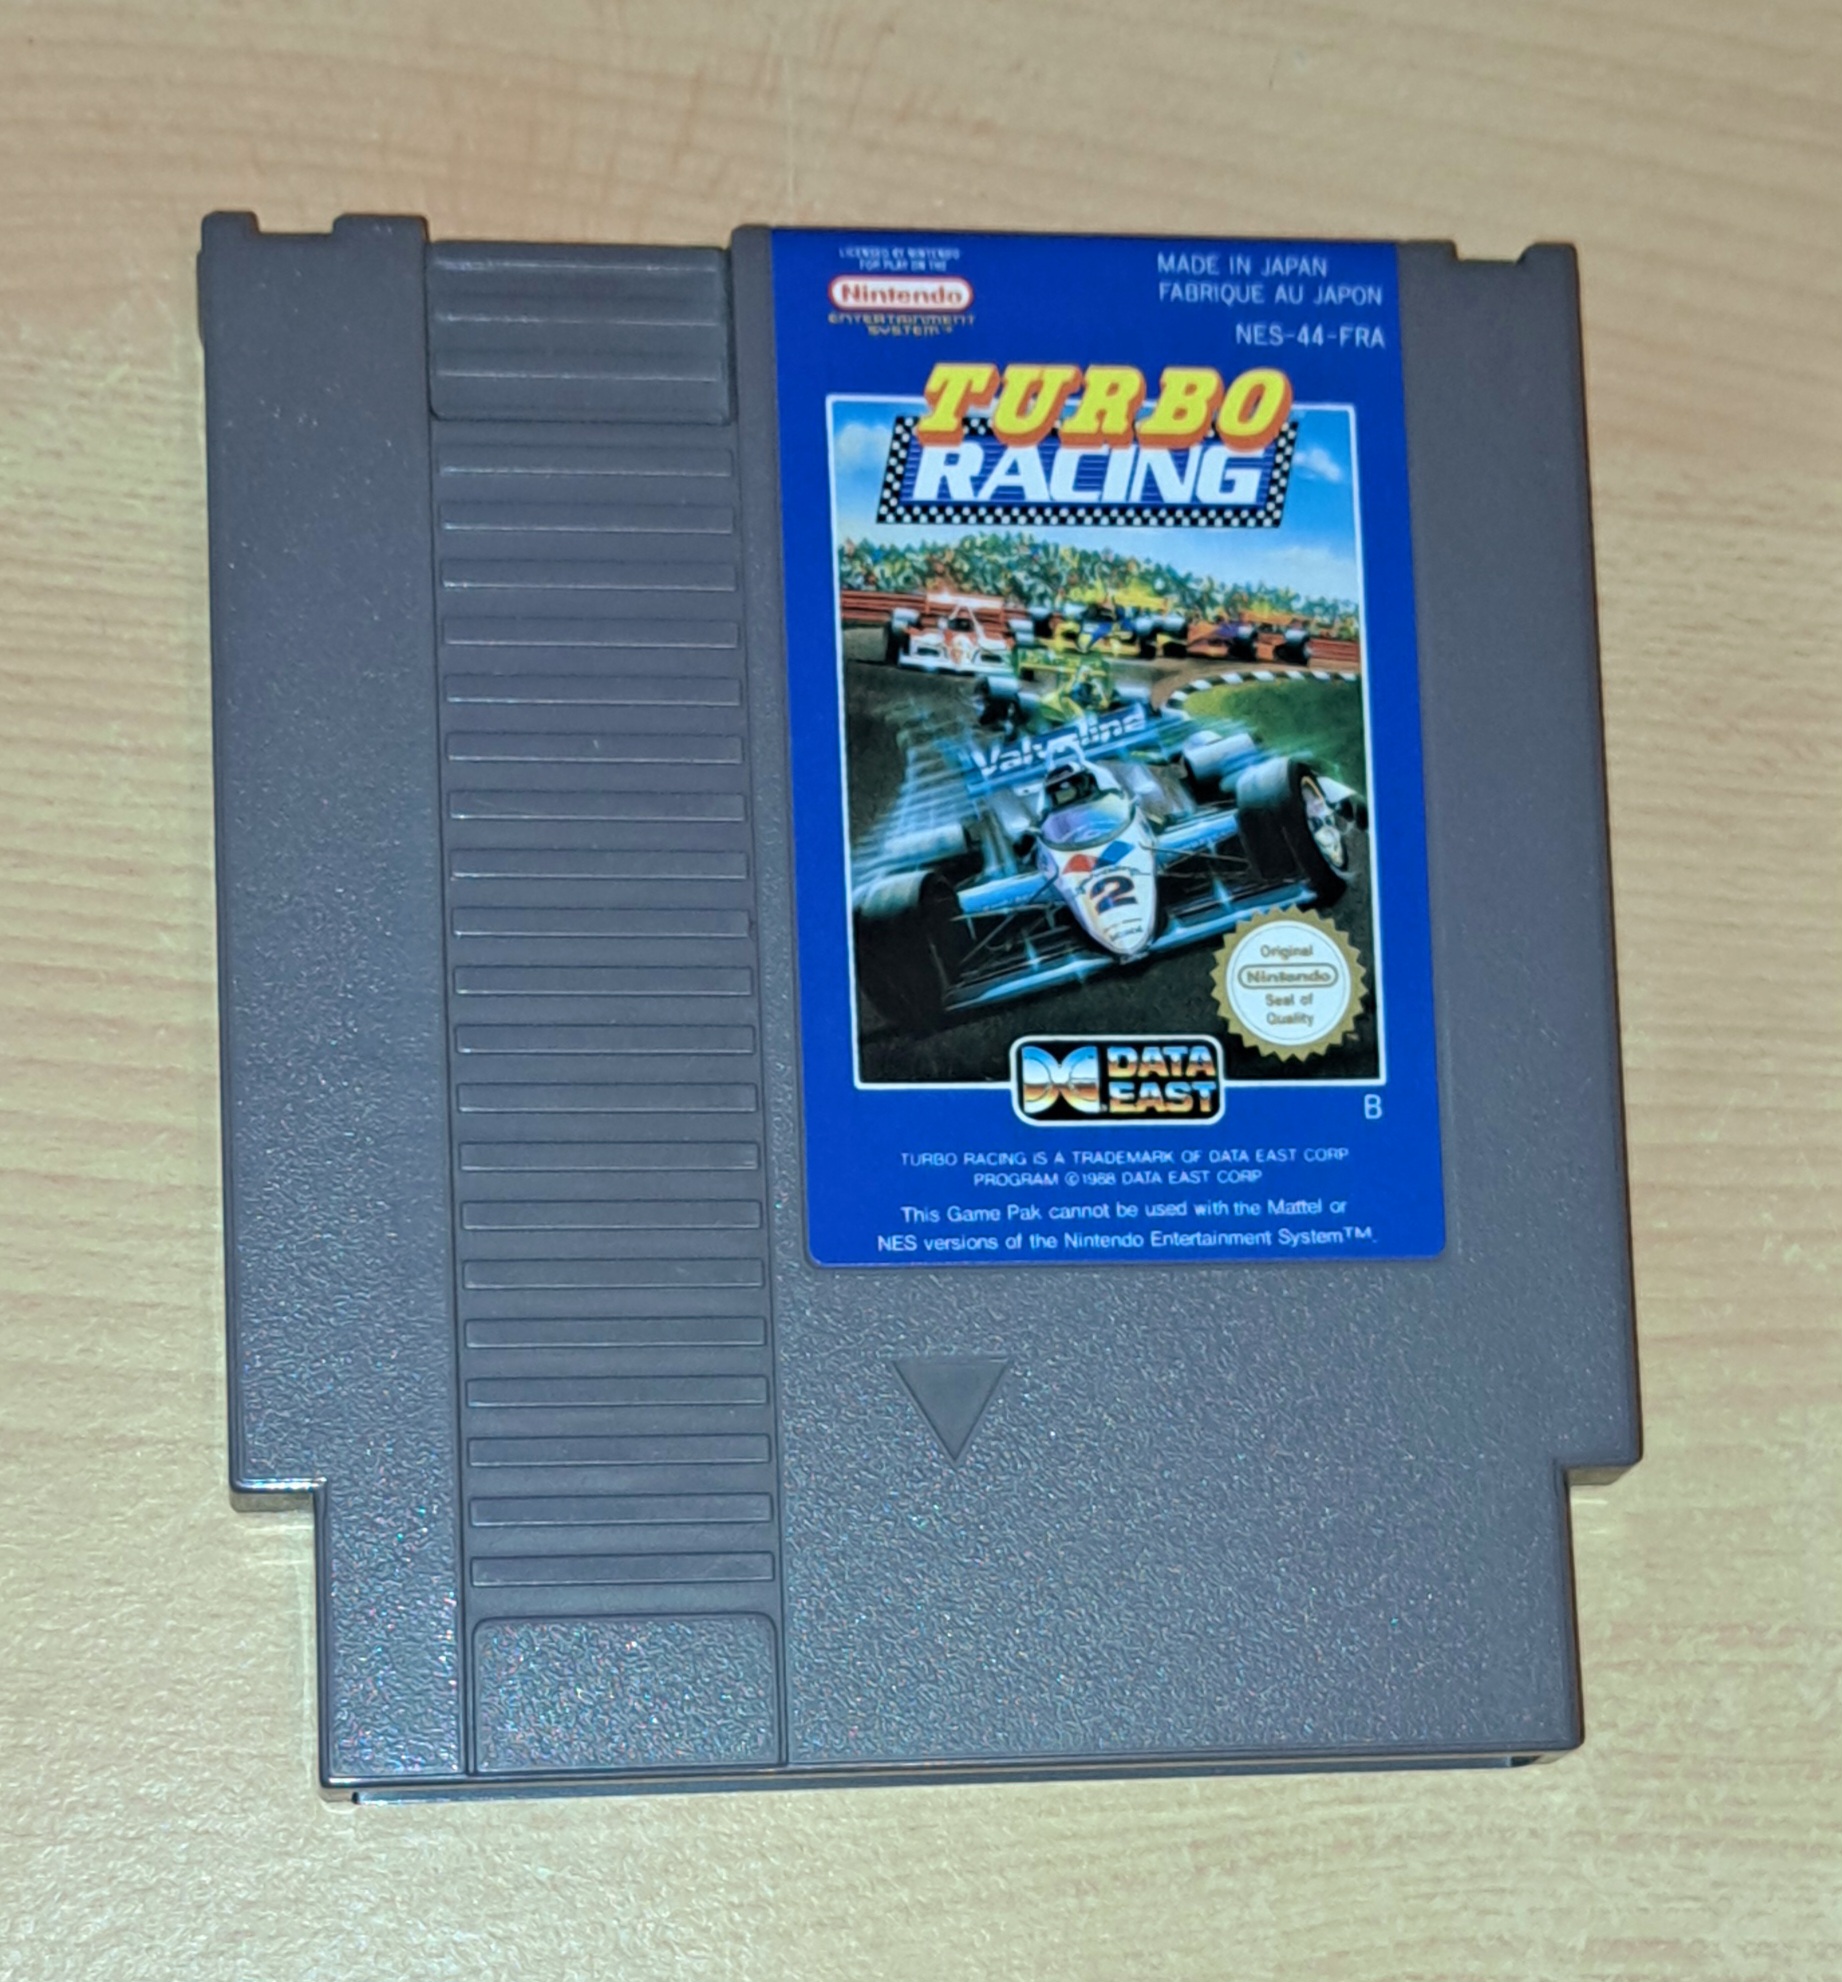 LICENSED BY NINTENDO
FOR PLAY ON THE
Nintendo
ENTERTAINMENT
SYSTEM™
MADE IN JAPAN
FABRIQUE AU JAPON
NES-44-FRA
TURBO
RACING
Valvoline
2
Original
Nintendo
Seal of
Quality
DATA
EAST
B
TURBO RACING IS A TRADEMARK OF DATA EAST CORP
PROGRAM ©1988 DATA EAST CORP
This Game Pak cannot be used with the Mattel or
NES versions of the Nintendo Entertainment System™.